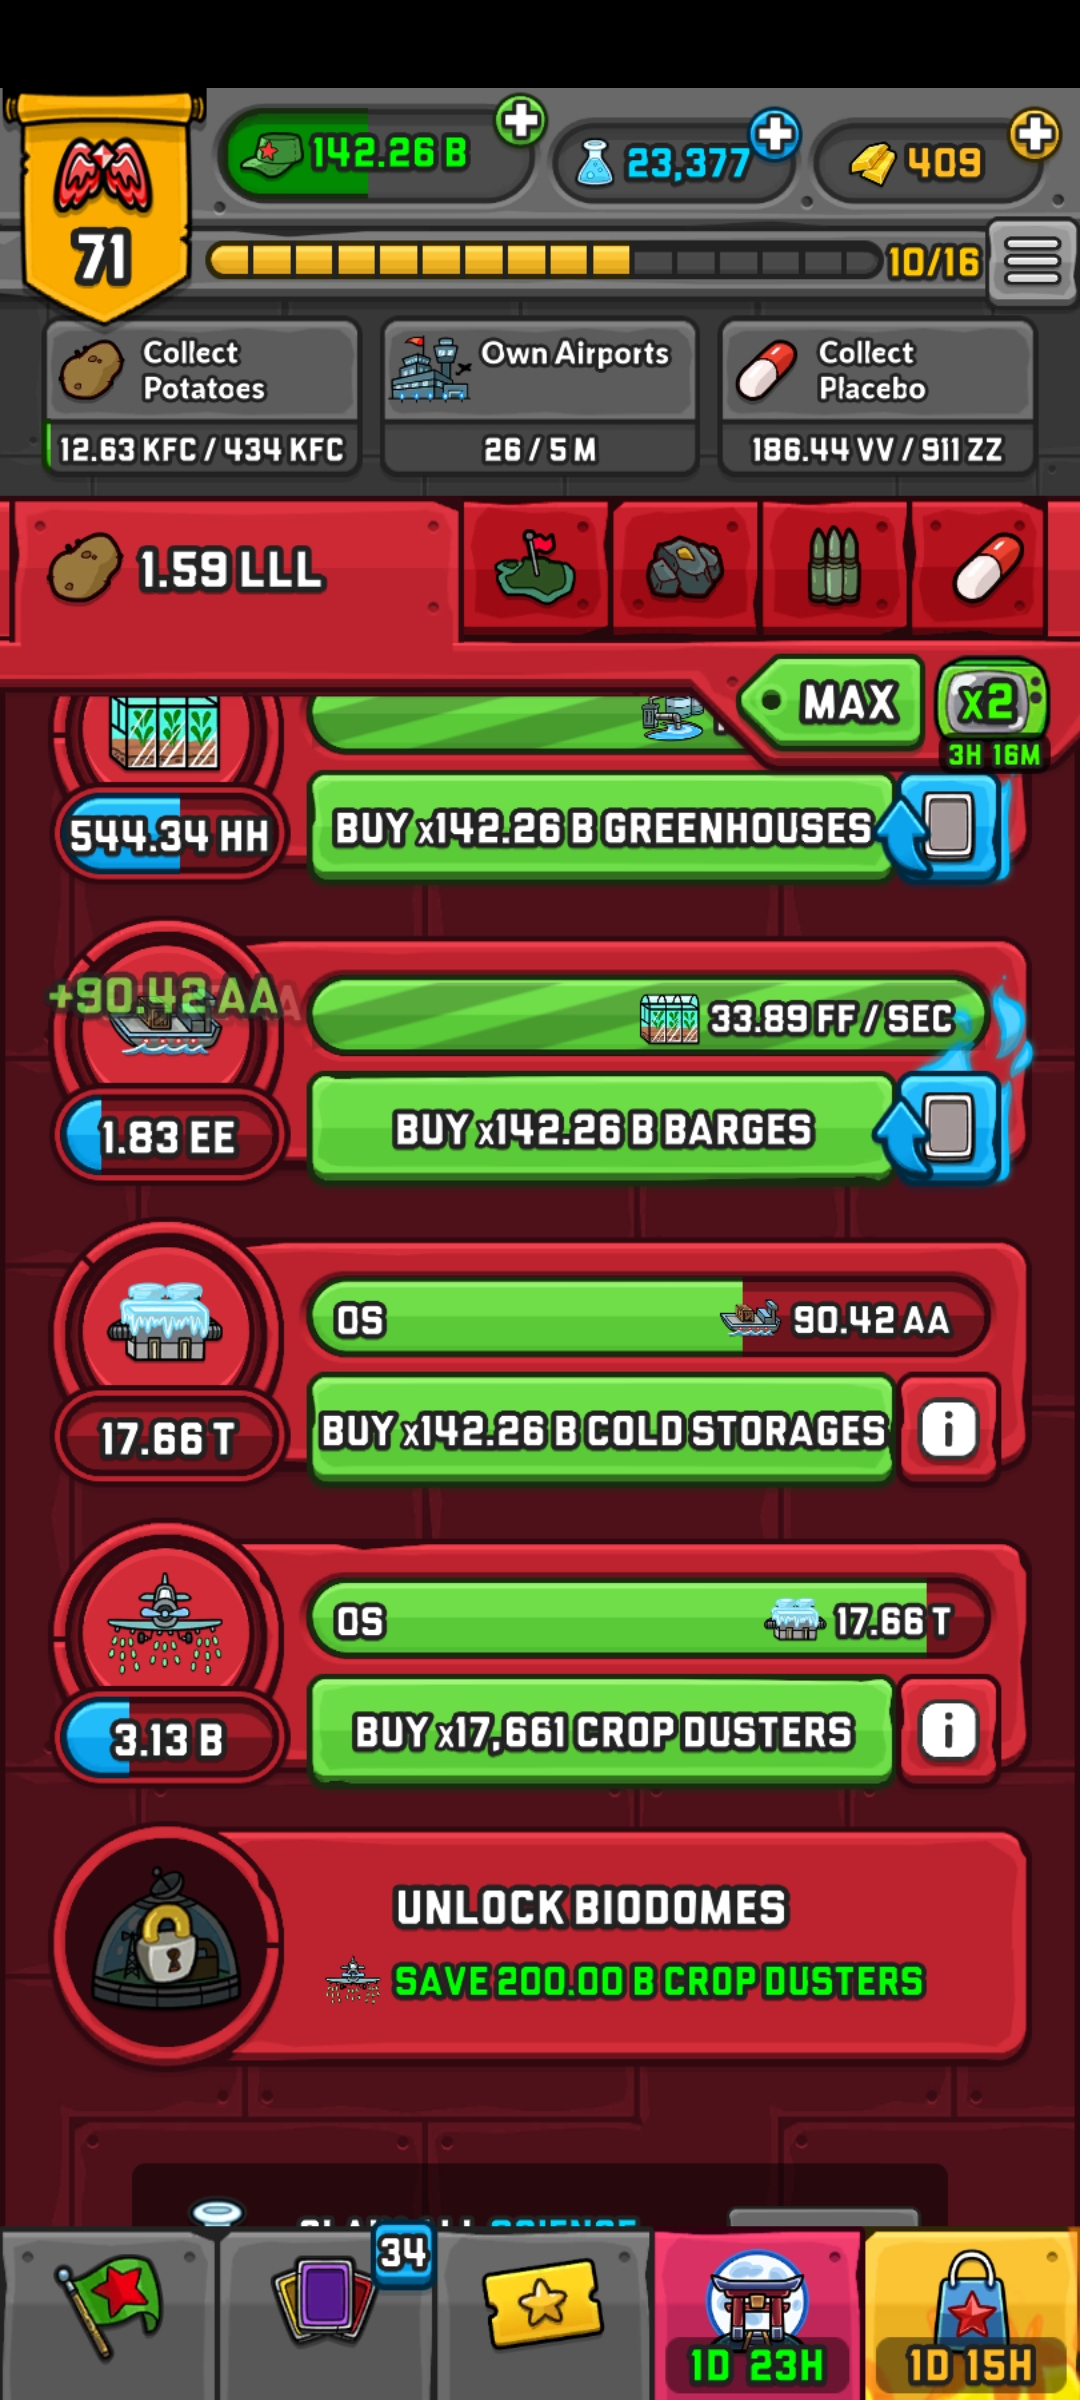 142.26 B
23,377
409
71
10/16
Collect
Potatoes
12.63 KFC / 434 KFC
Own Airports
26 / 5 M
Collect
Placebo
186.44 VV / 911 ZZ
1.59 LLL
MAX
x2
3H 16M
544.34 HH
BUY x142.26 B GREENHOUSES
+90.42 AA
33.89 FF / SEC
1.83 EE
BUY x142.26 B BARGES
0S
90.42 AA
17.66 T
BUY x142.26 B COLD STORAGES
i
0S
17.66 T
3.13 B
BUY x17,661 CROP DUSTERS
i
UNLOCK BIODOMES
SAVE 200.00 B CROP DUSTERS
34
1D 23H
1D 15H